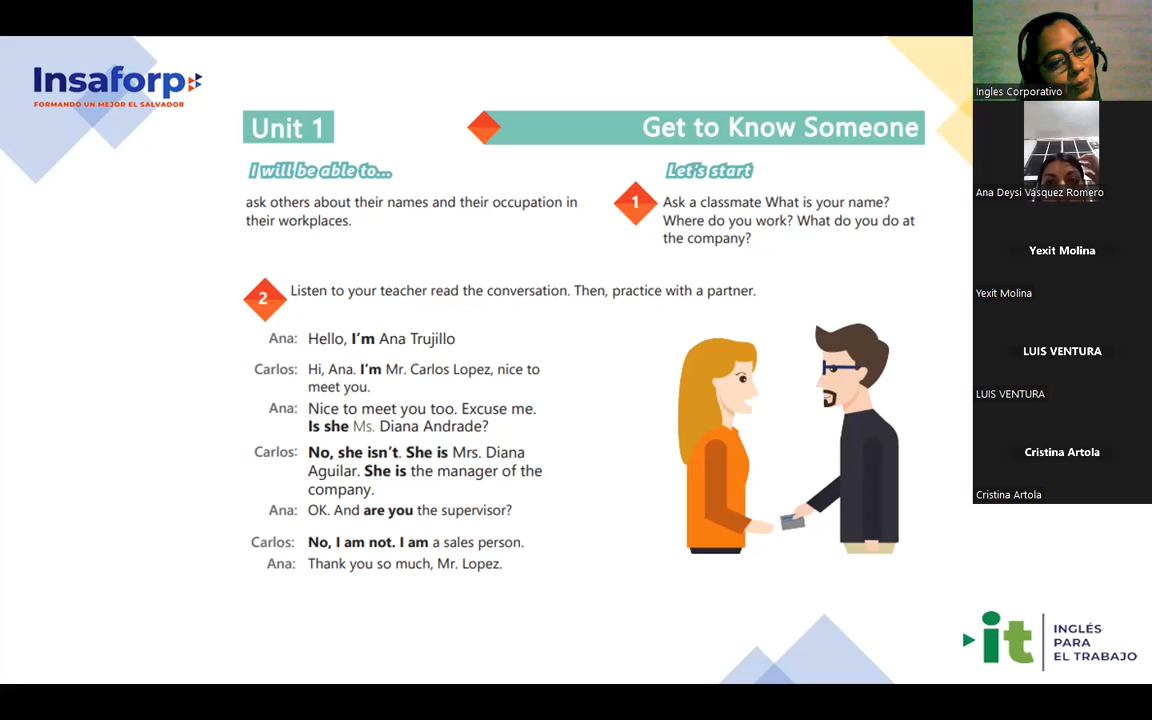 Insaforp
FORMANDO UN MEJOR EL SALVADOR
Unit 1
Get to Know Someone
I will be able to...
ask others about their names and their occupation in
their workplaces.
Let's start
1
Ask a classmate What is your name?
Where do you work? What do you do at
the company?
2
Listen to your teacher read the conversation. Then, practice with a partner.
Ana: Hello, I'm Ana Trujillo
Carlos: Hi, Ana. I'm Mr. Carlos Lopez, nice to
meet you.
Ana: Nice to meet you too. Excuse me.
Is she Ms. Diana Andrade?
Carlos: No, she isn't. She is Mrs. Diana
Aguilar. She is the manager of the
company.
Ana: OK. And are you the supervisor?
Carlos: No, I am not. I am a sales person.
Ana: Thank you so much, Mr. Lopez.
it
INGLÉS
PARA
EL TRABAJO
Ingles Corporativo
Ana Deysi Vásquez Romero
Yexit Molina
Yexit Molina
LUIS VENTURA
LUIS VENTURA
Cristina Artola
Cristina Artola